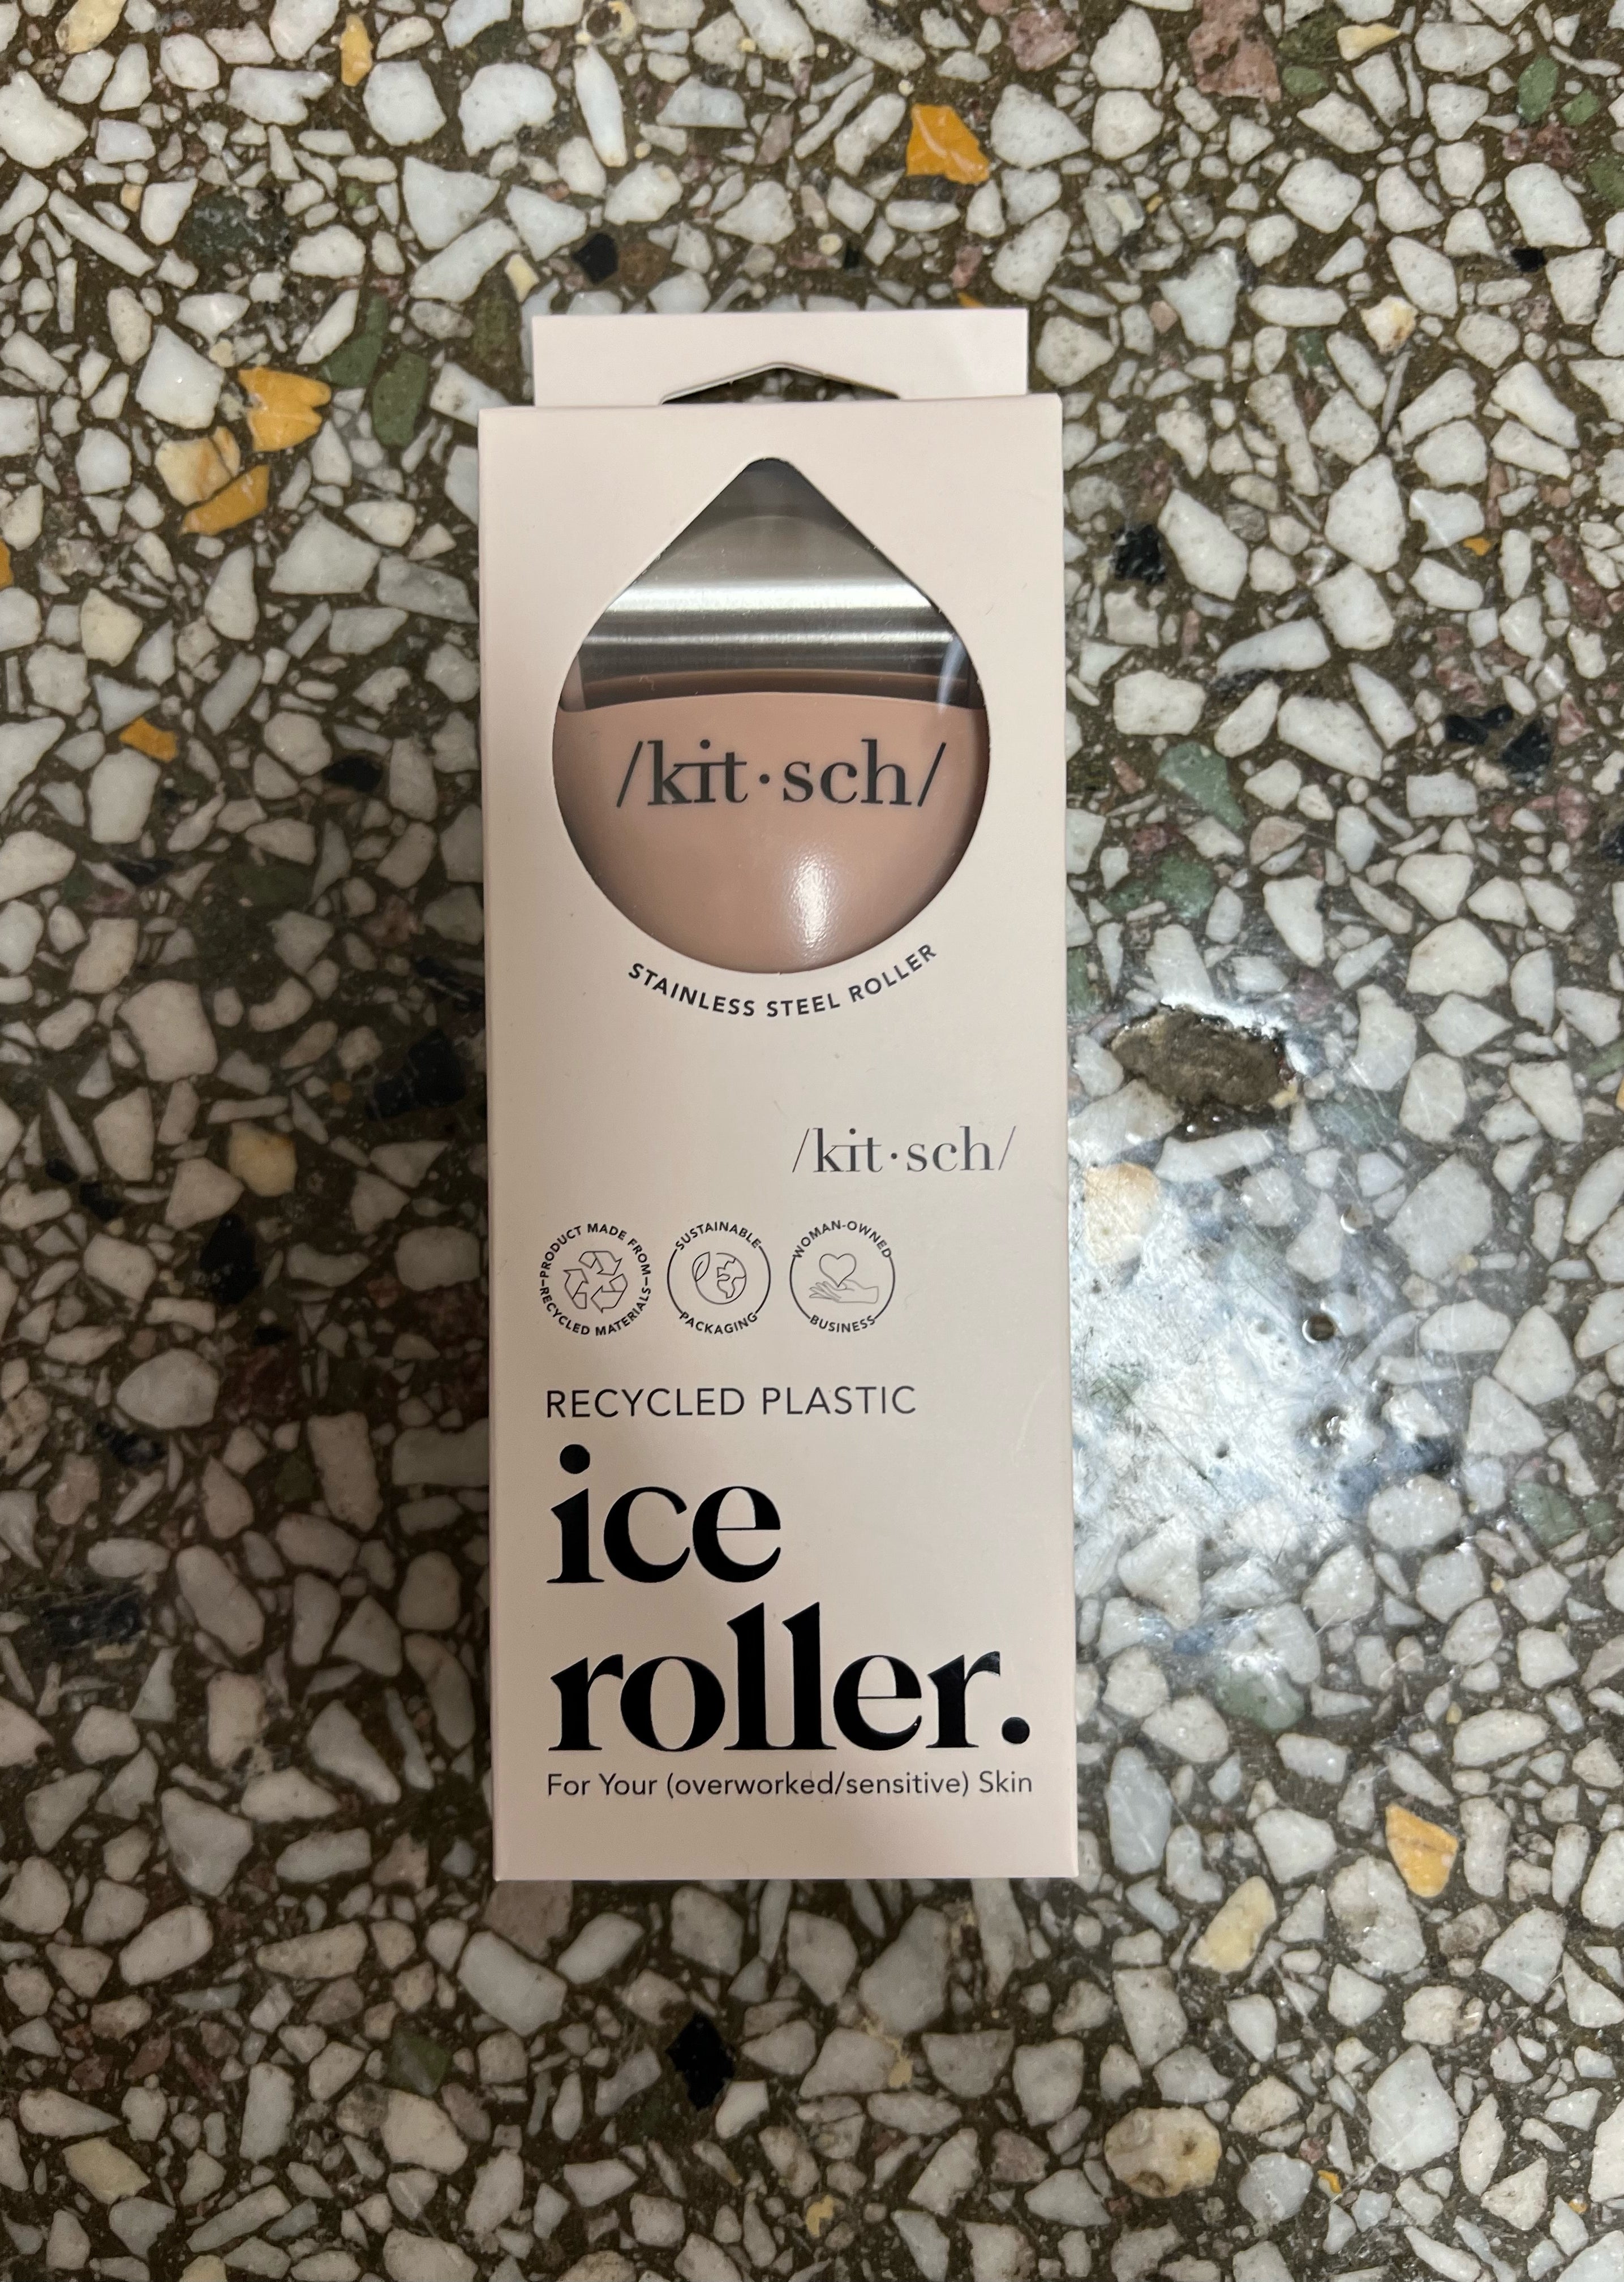 /kit·sch/
STAINLESS STEEL ROLLER
/kit·sch/
PRODUCT MADE FROM
RECYCLED MATERIALS
SUSTAINABLE
PACKAGING
WOMAN-OWNED
BUSINESS
RECYCLED PLASTIC
ice
roller.
For Your (overworked/sensitive) Skin